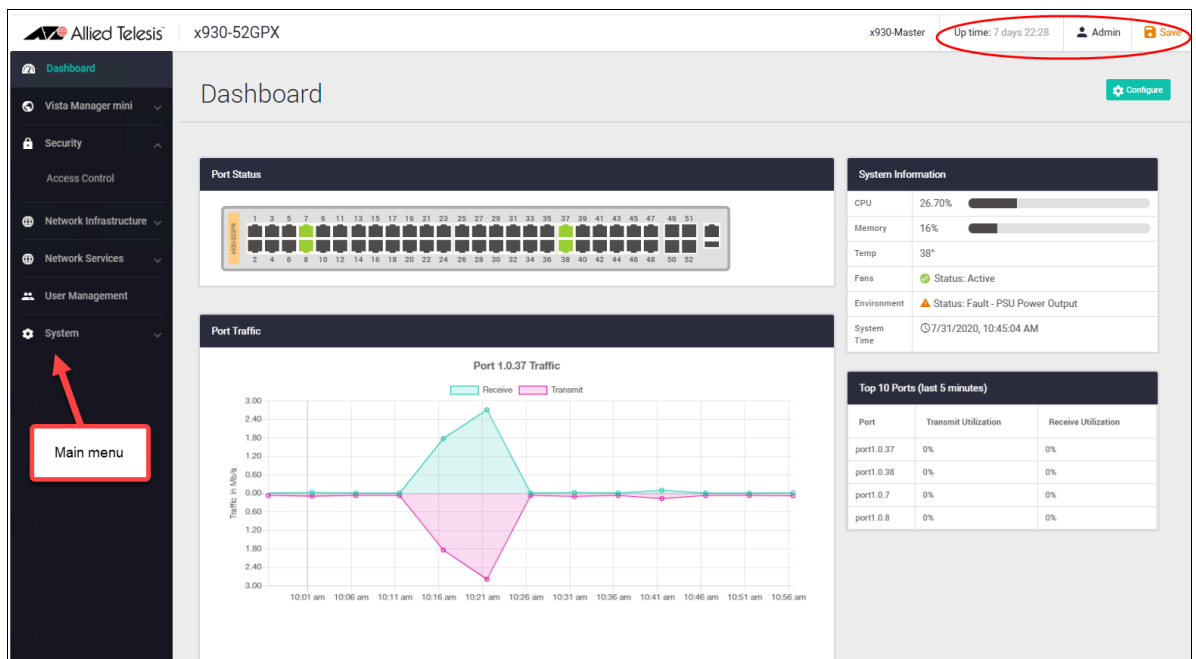 Allied Telesis
x930-52GPX
x930-Master
Up time: 7 days 22:28
Admin
Save
Dashboard
Vista Manager mini
Security
Access Control
Network Infrastructure
Network Services
User Management
System
Main menu
Dashboard
Configure
Port Status
1 3 5 7 9 11 13 15 17 19 21 23 25 27 29 31 33 35 37 39 41 43 45 47 49 51
x930-52GPX
2 4 6 8 10 12 14 16 18 20 22 24 26 28 30 32 34 36 38 40 42 44 46 48 50 52
Port Traffic
Port 1.0.37 Traffic
Receive Transmit
Traffic in Mb/s
3.00
2.40
1.80
1.20
0.60
0.00
0.60
1.20
1.80
2.40
3.00
10:01 am 10:06 am 10:11 am 10:16 am 10:21 am 10:26 am 10:31 am 10:36 am 10:41 am 10:46 am 10:51 am 10:56 am
System Information
CPU 26.70%
Memory 16%
Temp 38°
Fans Status: Active
Environment Status: Fault - PSU Power Output
System Time 7/31/2020, 10:45:04 AM
Top 10 Ports (last 5 minutes)
Port Transmit Utilization Receive Utilization
port1.0.37 0% 0%
port1.0.38 0% 0%
port1.0.7 0% 0%
port1.0.8 0% 0%